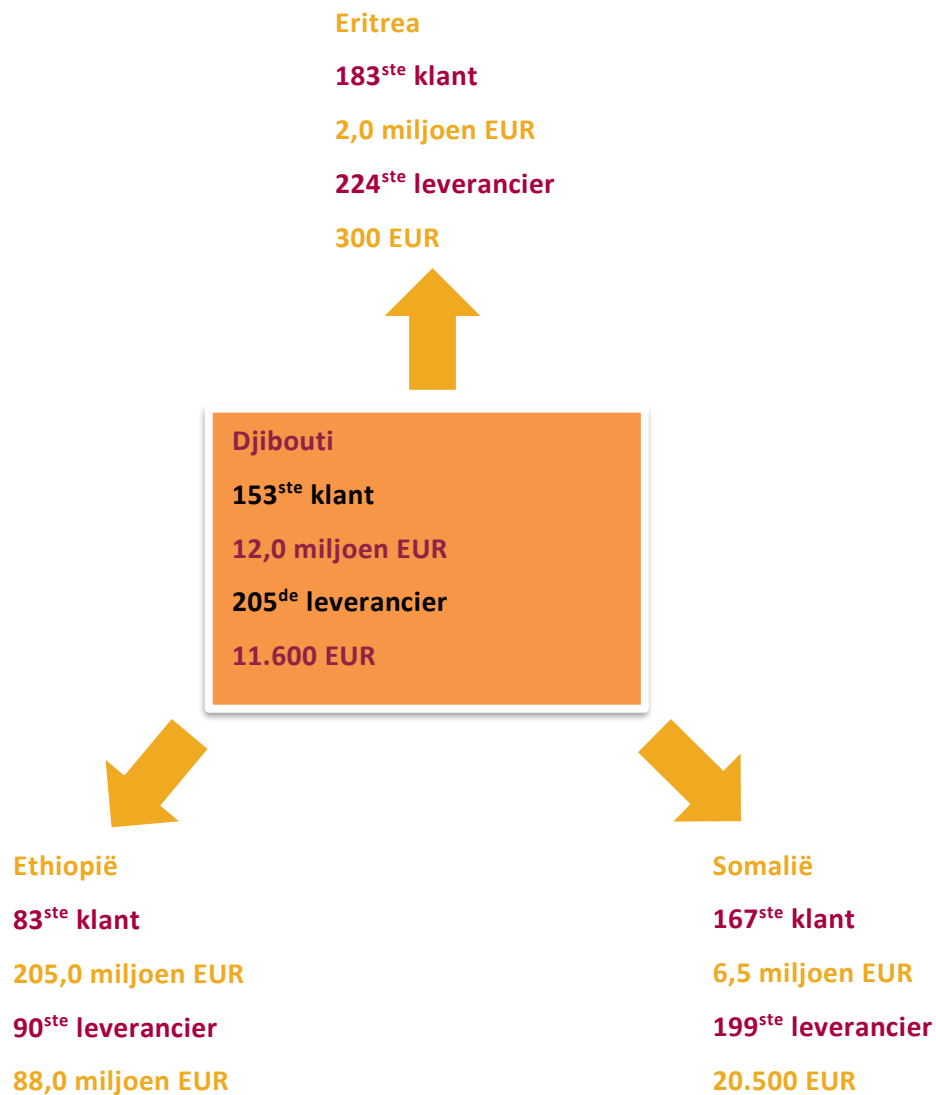 Eritrea
183ste klant
2,0 miljoen EUR
224ste leverancier
300 EUR
Djibouti
153ste klant
12,0 miljoen EUR
205de leverancier
11.600 EUR
Ethiopië
83ste klant
205,0 miljoen EUR
90ste leverancier
88,0 miljoen EUR
Somalië
167ste klant
6,5 miljoen EUR
199ste leverancier
20.500 EUR